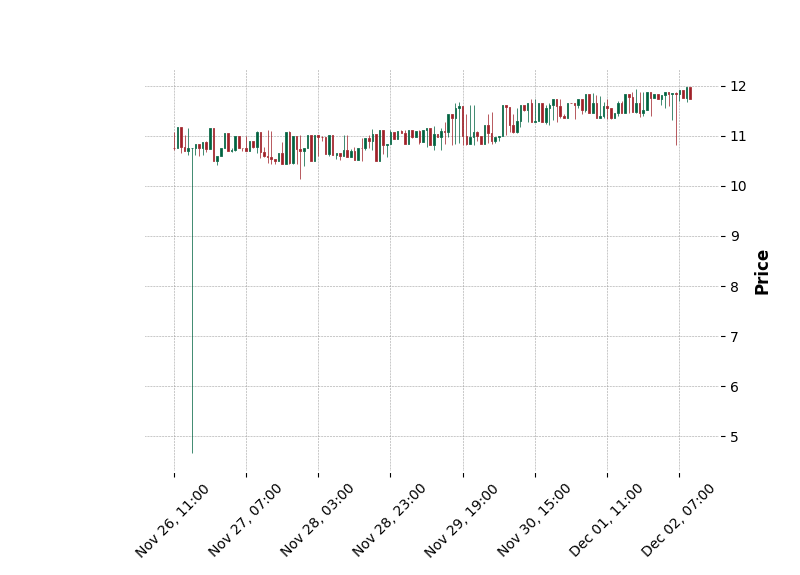 12
11
10
9
8
7
6
5
Price
Nov 26, 11:00
Nov 27, 07:00
Nov 28, 03:00
Nov 28, 23:00
Nov 29, 19:00
Nov 30, 15:00
Dec 01, 11:00
Dec 02, 07:00